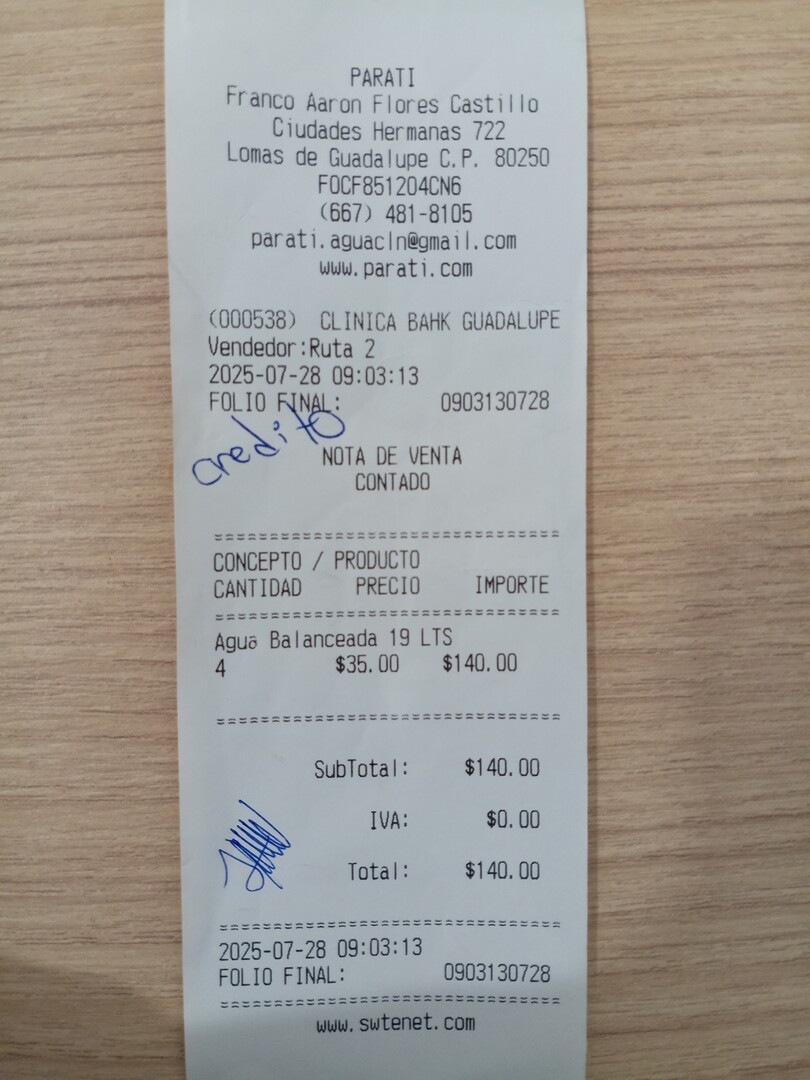 PARATI
Franco Aaron Flores Castillo
Ciudades Hermanas 722
Lomas de Guadalupe C.P. 80250
FOCF851204CN6
(667) 481-8105
parati.aguacln@gmail.com
www.parati.com
(000538) CLINICA BAHK GUADALUPE
Vendedor:Ruta 2
2025-07-28 09:03:13
FOLIO FINAL: 0903130728
credito
NOTA DE VENTA
CONTADO
================================
CONCEPTO / PRODUCTO
CANTIDAD PRECIO IMPORTE
================================
Agua Balanceada 19 LTS
4 $35.00 $140.00
================================
SubTotal: $140.00
IVA: $0.00
Total: $140.00
================================
2025-07-28 09:03:13
FOLIO FINAL: 0903130728
================================
www.swtenet.com